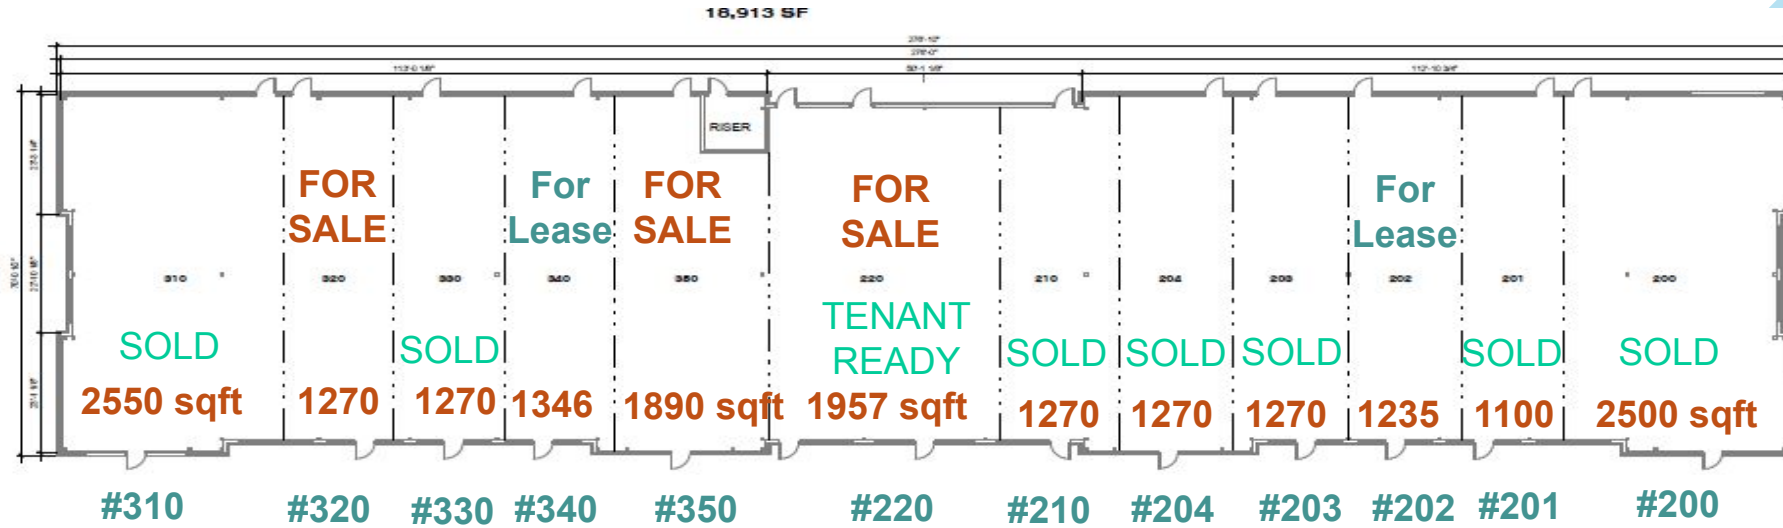 18,913 SF
RISER
FOR
SALE
For
Lease
FOR
SALE
FOR
SALE
For
Lease
310
320
330
340
350
220
210
204
203
202
201
200
TENANT
READY
SOLD
SOLD
SOLD
SOLD
SOLD
SOLD
SOLD
2550 sqft
1270
1270
1346
1890 sqft
1957 sqft
1270
1270
1270
1235
1100
2500 sqft
#310
#320
#330
#340
#350
#220
#210
#204
#203
#202
#201
#200